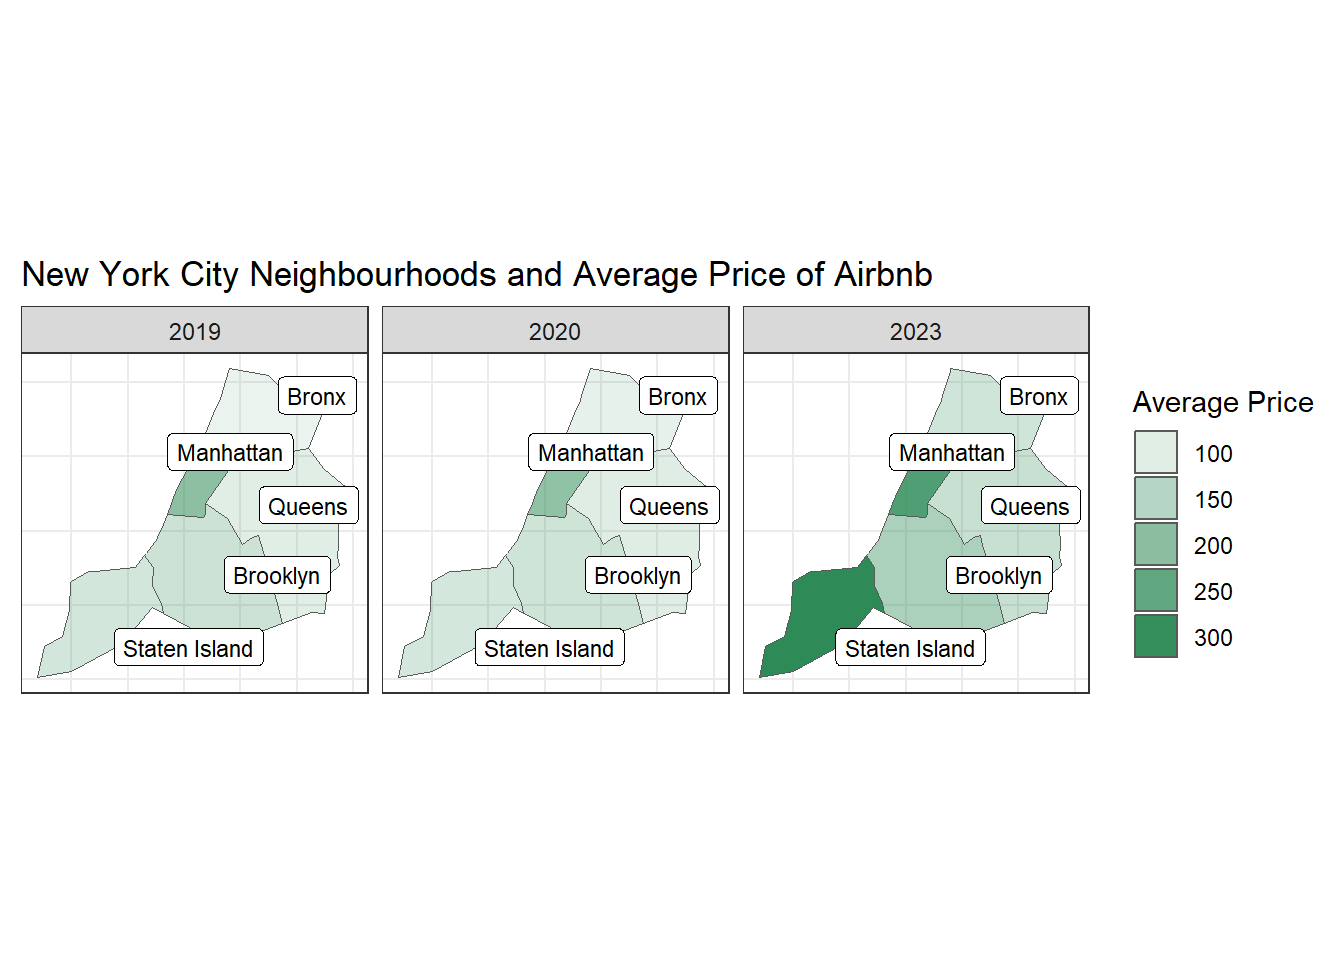 New York City Neighbourhoods and Average Price of Airbnb
2019
Bronx
Manhattan
Queens
Brooklyn
Staten Island
2020
Bronx
Manhattan
Queens
Brooklyn
Staten Island
2023
Bronx
Manhattan
Queens
Brooklyn
Staten Island
Average Price
100
150
200
250
300